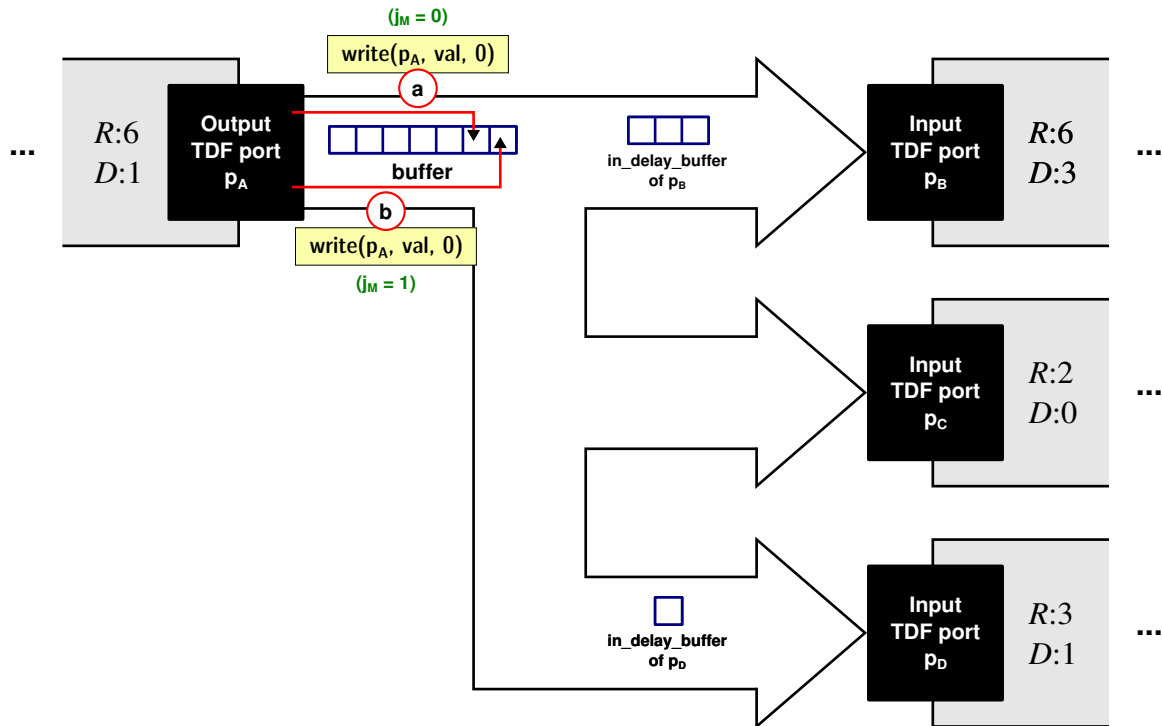 (jM = 0)
write(pA, val, 0)
a
...
R:6
D:1
Output
TDF port
pA
buffer
in_delay_buffer
of pB
Input
TDF port
pB
R:6
D:3
...
b
write(pA, val, 0)
(jM = 1)
Input
TDF port
pC
R:2
D:0
...
in_delay_buffer
of pD
Input
TDF port
pD
R:3
D:1
...